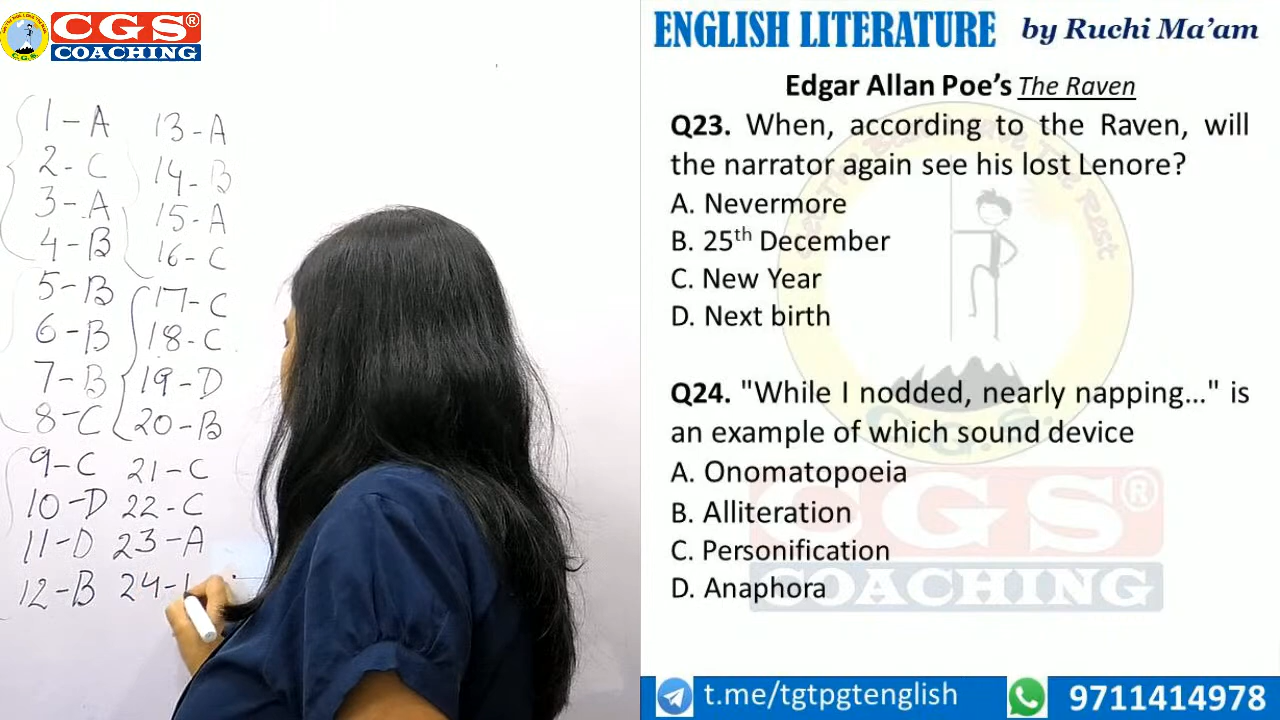 CGS®
COACHING
C.G.S.
1-A
2-C
3-A
4-B
5-B
6-B
7-B
8-C
9-C
10-D
11-D
12-B
13-A
14-B
15-A
16-C
17-C
18-C
19-D
20-B
21-C
22-C
23-A
24-
ENGLISH LITERATURE by Ruchi Ma’am
Edgar Allan Poe’s The Raven
Q23. When, according to the Raven, will
the narrator again see his lost Lenore?
A. Nevermore
B. 25th December
C. New Year
D. Next birth
Q24. "While I nodded, nearly napping…" is
an example of which sound device
A. Onomatopoeia
B. Alliteration
C. Personification
D. Anaphora
C.G.S.
CGS®
COACHING
t.me/tgtpgtenglish
9711414978